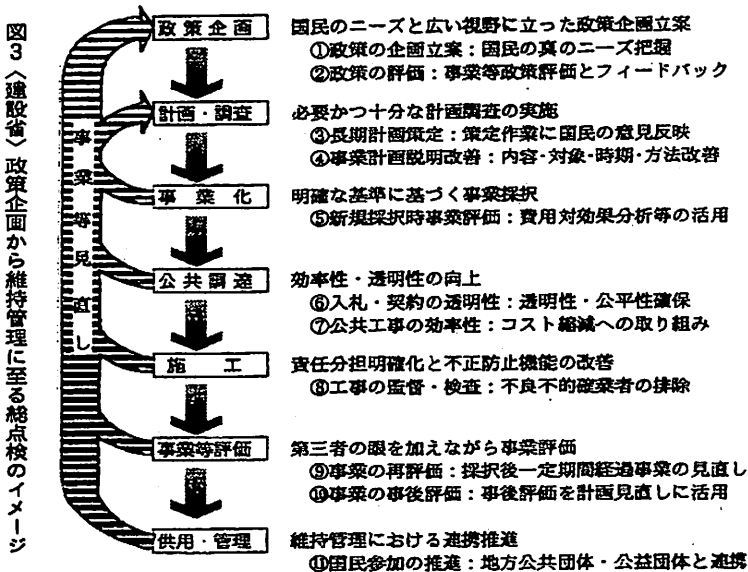 図3〈建設省〉政策企画から維持管理に至る総点検のイメージ
事業等見直し
政策企画
国民のニーズと広い視野に立った政策企画立案
①政策の企画立案：国民の真のニーズ把握
②政策の評価：事業等政策評価とフィードバック
計画・調査
必要かつ十分な計画調査の実施
③長期計画策定：策定作業に国民の意見反映
④事業計画説明改善：内容・対象・時期・方法改善
事業化
明確な基準に基づく事業採択
⑤新規採択時事業評価：費用対効果分析等の活用
公共調達
効率性・透明性の向上
⑥入札・契約の透明性：透明性・公平性確保
⑦公共工事の効率性：コスト縮減への取り組み
施工
責任分担明確化と不正防止機能の改善
⑧工事の監督・検査：不良不的確業者の排除
事業等評価
第三者の眼を加えながら事業評価
⑨事業の再評価：採択後一定期間経過事業の見直し
⑩事業の事後評価：事後評価を計画見直しに活用
供用・管理
維持管理における連携推進
⑪国民参加の推進：地方公共団体・公益団体と連携